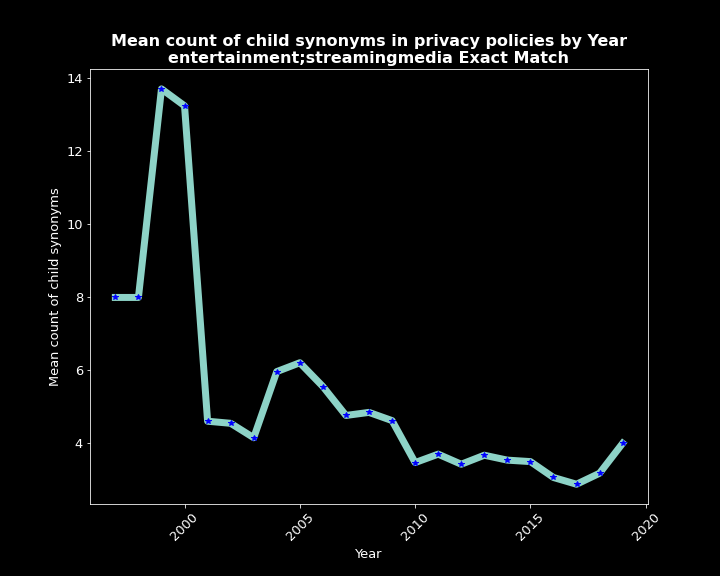 Mean count of child synonyms in privacy policies by Year
entertainment;streamingmedia Exact Match
14
12
10
8
6
4
Mean count of child synonyms
2000
2005
2010
2015
2020
Year